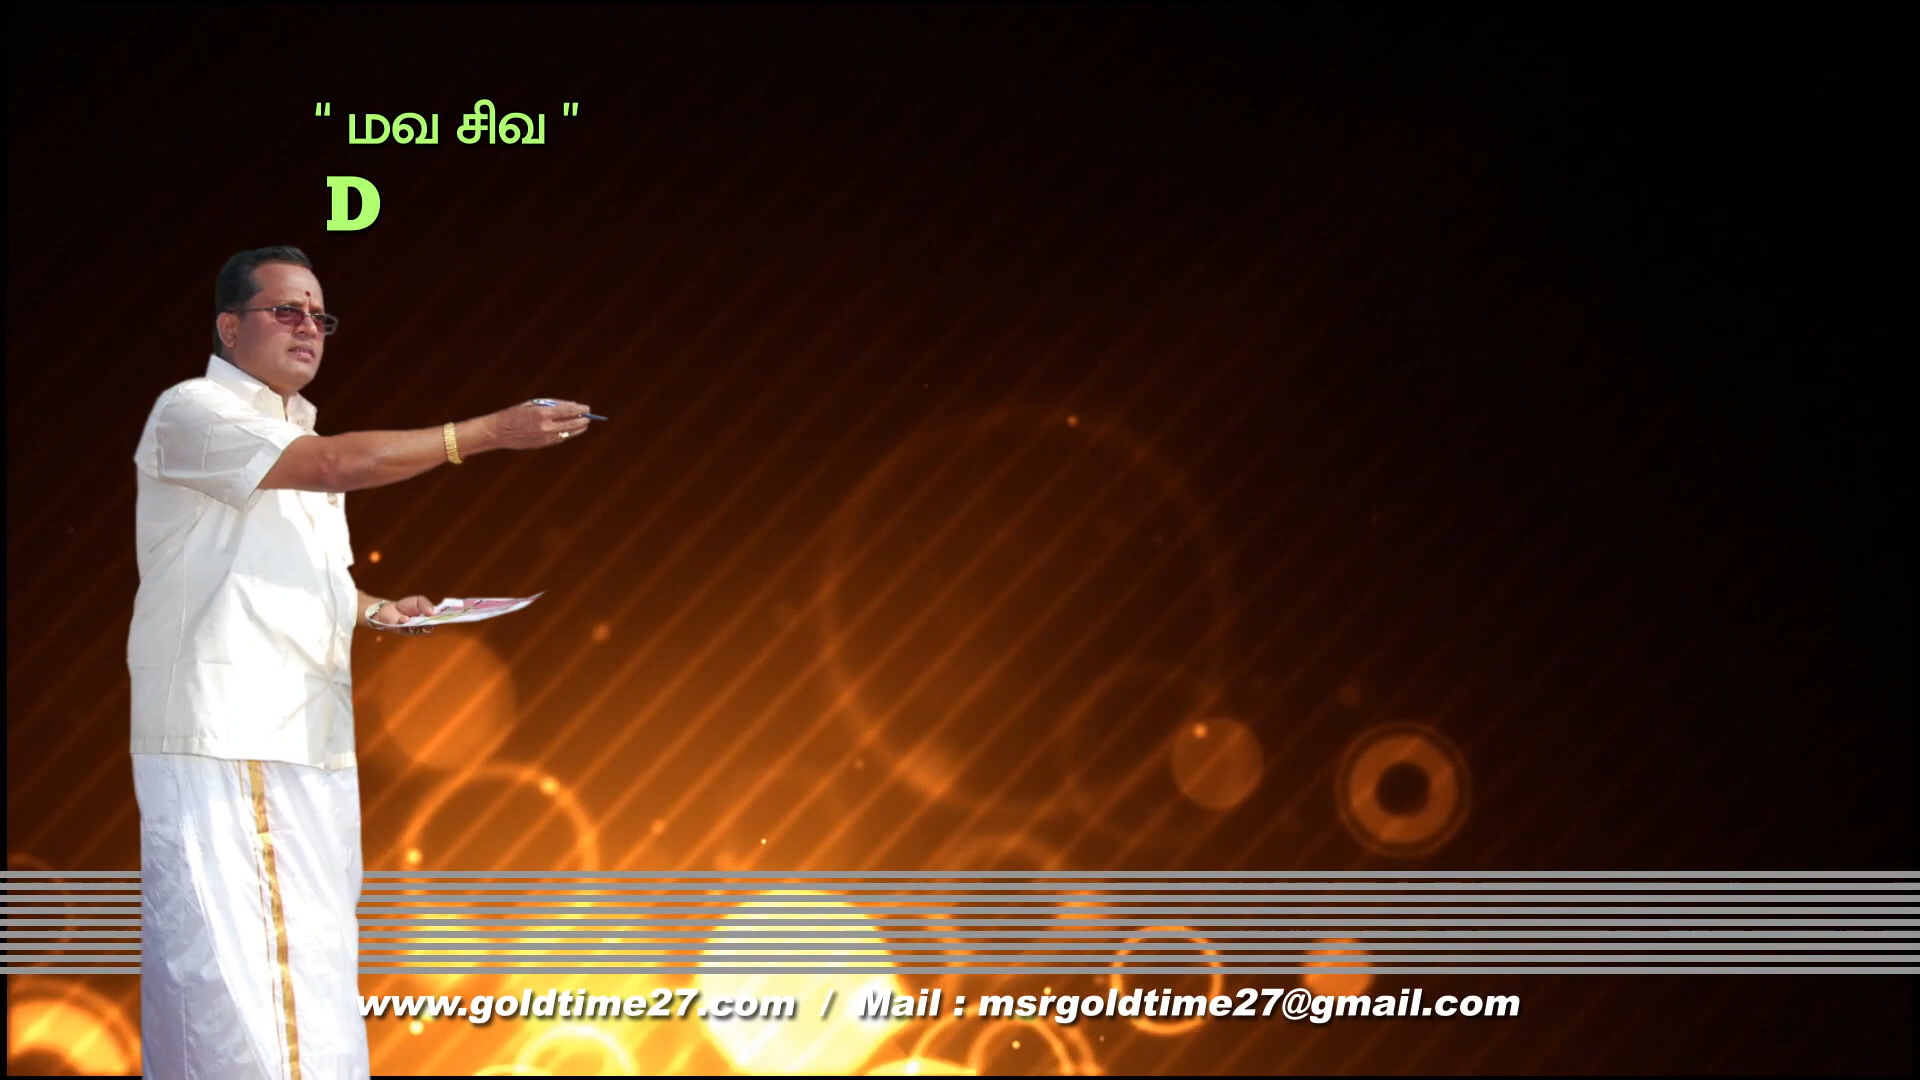 " மவ சிவ "
D
www.goldtime27.com / Mail : msrgoldtime27@gmail.com